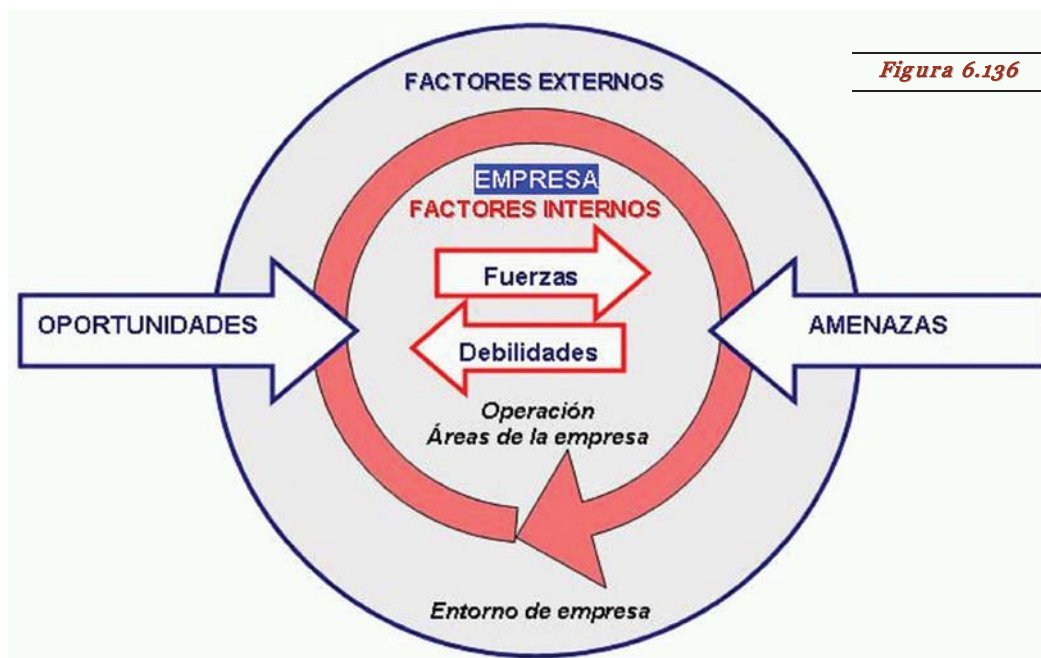 Figura 6.136
FACTORES EXTERNOS
EMPRESA
FACTORES INTERNOS
Fuerzas
OPORTUNIDADES
AMENAZAS
Debilidades
Operación
Áreas de la empresa
Entorno de empresa